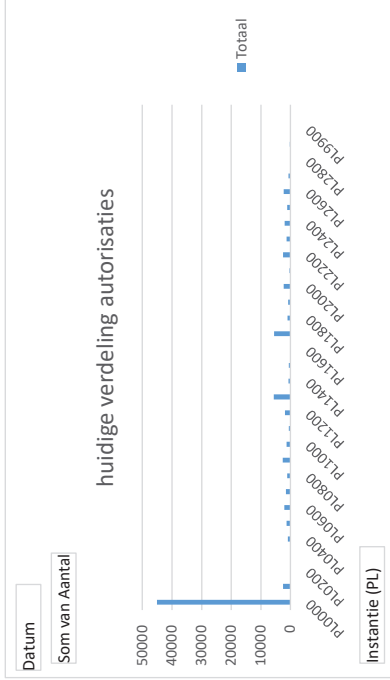 Datum
Som van Aantal
huidige verdeling autorisaties
50000
40000
30000
20000
10000
0
Totaal
PL0000
PL0200
PL0400
PL0600
PL0800
PL1000
PL1200
PL1400
PL1600
PL1800
PL2000
PL2200
PL2400
PL2600
PL2800
PL9900
Instantie (PL)